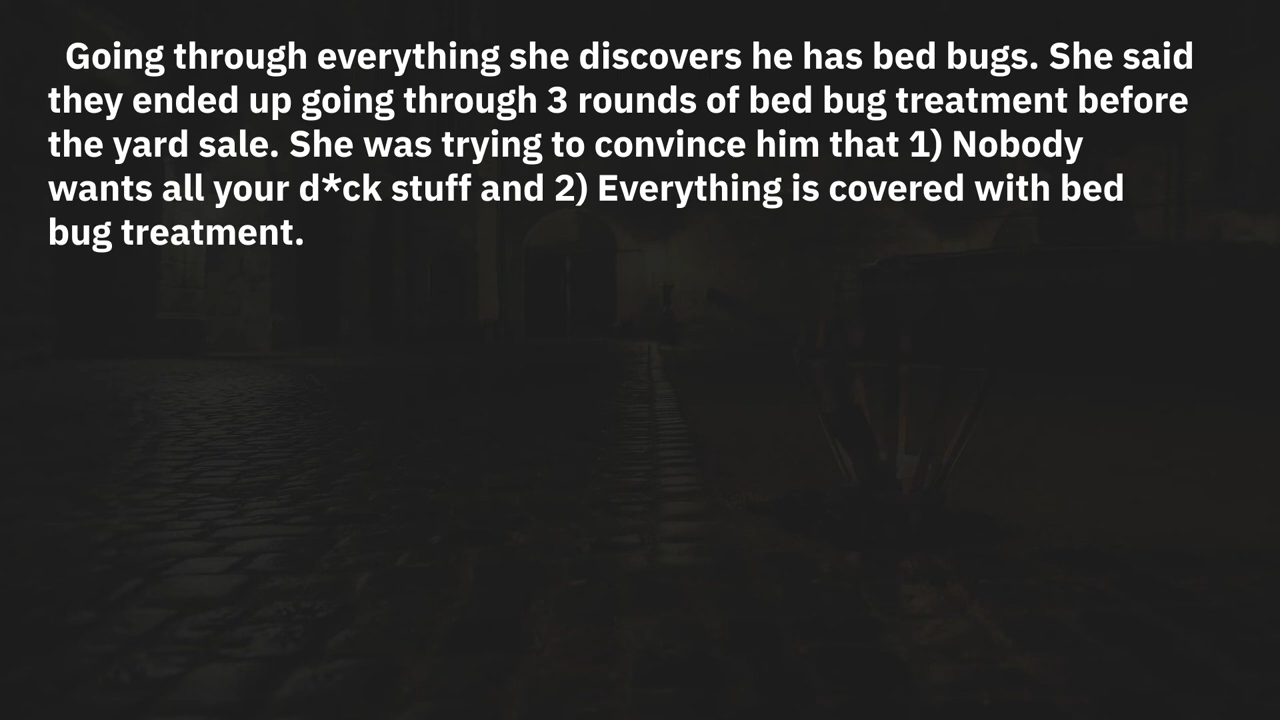 Going through everything she discovers he has bed bugs. She said
they ended up going through 3 rounds of bed bug treatment before
the yard sale. She was trying to convince him that 1) Nobody
wants all your d*ck stuff and 2) Everything is covered with bed
bug treatment.